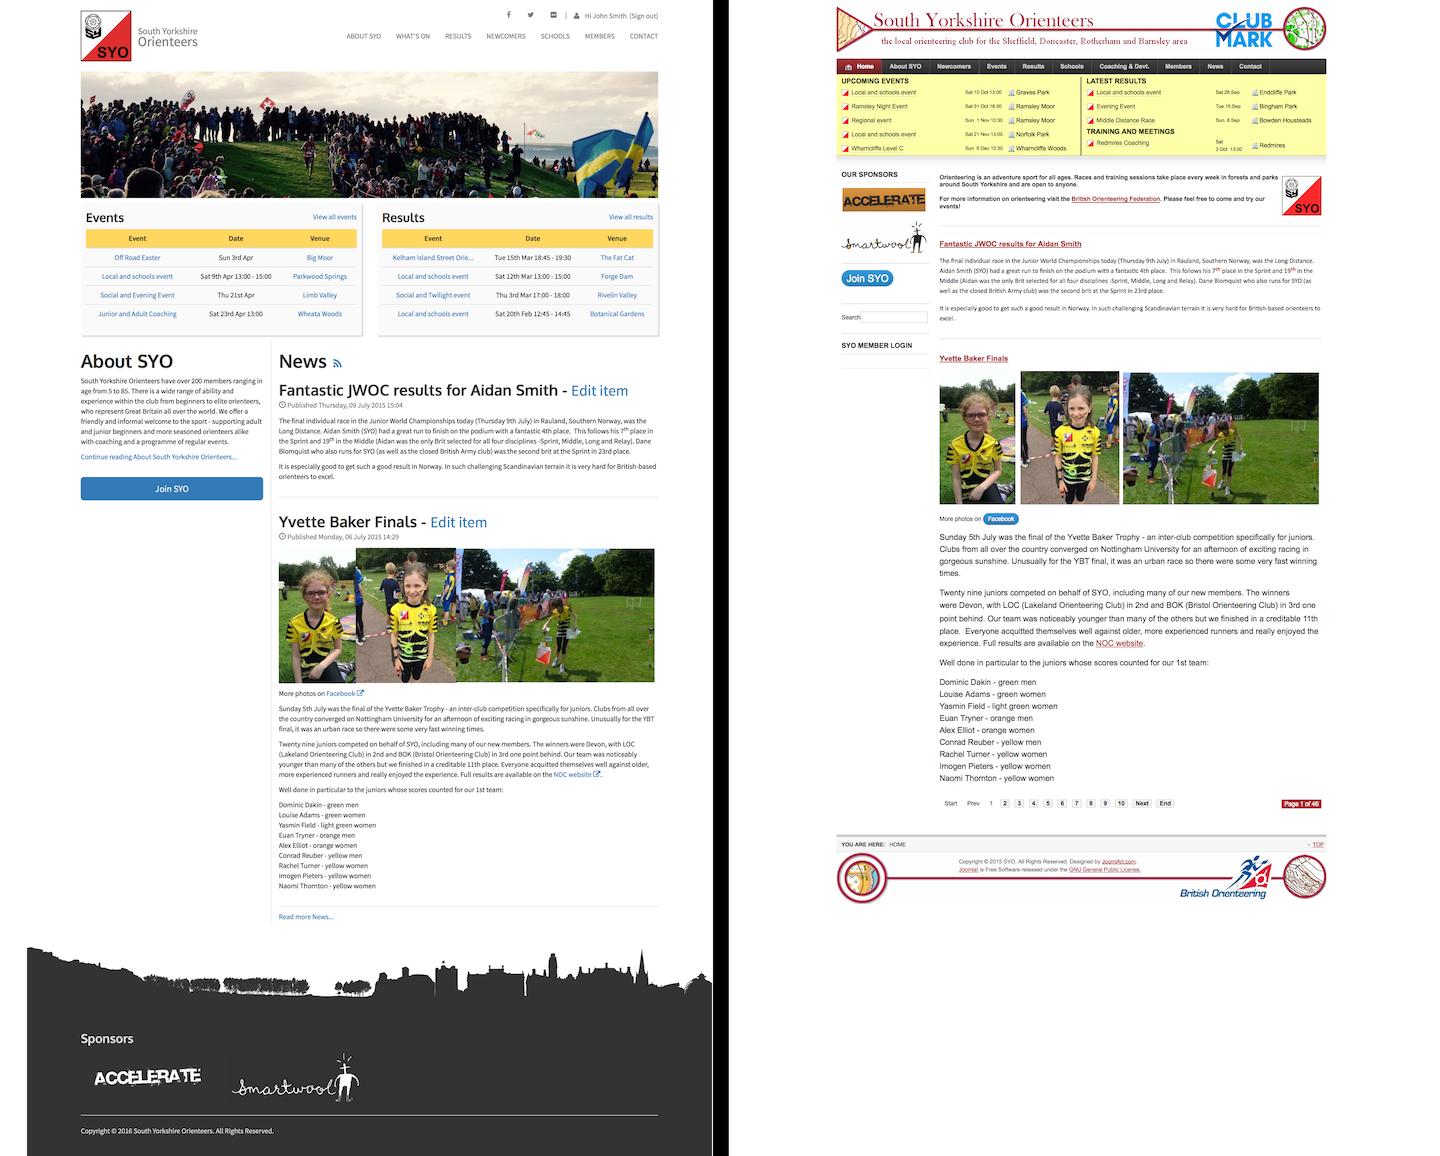 SYO
South Yorkshire
Orienteers
Hi John Smith (Sign out)
ABOUT SYO WHAT'S ON RESULTS NEWCOMERS SCHOOLS MEMBERS CONTACT
Events View all events
Event Date Venue
Off Road Easter Sun 3rd Apr Big Moor
Local and schools event Sat 9th Apr 13:00 - 15:00 Parkwood Springs
Social and Evening Event Thu 21st Apr Limb Valley
Junior and Adult Coaching Sat 23rd Apr 13:00 Wheata Woods
Results View all results
Event Date Venue
Kelham Island Street Orie... Tue 15th Mar 18:45 - 19:30 The Fat Cat
Local and schools event Sat 12th Mar 13:00 - 15:00 Forge Dam
Social and Twilight event Thu 3rd Mar 17:00 - 18:00 Rivelin Valley
Local and schools event Sat 20th Feb 12:45 - 14:45 Botanical Gardens
About SYO
South Yorkshire Orienteers have over 200 members ranging in
age from 5 to 85. There is a wide range of ability and
experience within the club from beginners to elite orienteers,
who represent Great Britain all over the world. We offer a
friendly and informal welcome to the sport - supporting adult
and junior beginners and more seasoned orienteers alike
with coaching and a programme of regular events.
Continue reading About South Yorkshire Orienteers...
Join SYO
News
Fantastic JWOC results for Aidan Smith - Edit item
Published Thursday, 09 July 2015 15:04
The final individual race in the Junior World Championships today (Thursday 9th July) in Rauland, Southern Norway, was the
Long Distance. Aidan Smith (SYO) had a great run to finish on the podium with a fantastic 4th place. This follows his 7th place in
the Sprint and 19th in the Middle (Aidan was the only Brit selected for all four disciplines -Sprint, Middle, Long and Relay). Dane
Blomquist who also runs for SYO (as well as the closed British Army club) was the second brit at the Sprint in 23rd place.
It is especially good to get such a good result in Norway. In such challenging Scandinavian terrain it is very hard for British-based
orienteers to excel.
Yvette Baker Finals - Edit item
Published Monday, 06 July 2015 14:29
More photos on Facebook
Sunday 5th July was the final of the Yvette Baker Trophy - an inter-club competition specifically for juniors. Clubs from all over
the country converged on Nottingham University for an afternoon of exciting racing in gorgeous sunshine. Unusually for the YBT
final, it was an urban race so there were some very fast winning times.
Twenty nine juniors competed on behalf of SYO, including many of our new members. The winners were Devon, with LOC
(Lakeland Orienteering Club) in 2nd and BOK (Bristol Orienteering Club) in 3rd one point behind. Our team was noticeably
younger than many of the others but we finished in a creditable 11th place. Everyone acquitted themselves well against older,
more experienced runners and really enjoyed the experience. Full results are available on the NOC website.
Well done in particular to the juniors whose scores counted for our 1st team:
Dominic Dakin - green men
Louise Adams - green women
Yasmin Field - light green women
Euan Tryner - orange men
Alex Elliot - orange women
Conrad Reuber - yellow men
Rachel Turner - yellow women
Imogen Pieters - yellow women
Naomi Thornton - yellow women
Read more News...
Sponsors
ACCELERATE smartwool
Copyright © 2016 South Yorkshire Orienteers. All Rights Reserved.
South Yorkshire Orienteers
the local orienteering club for the Sheffield, Doncaster, Rotherham and Barnsley area
CLUB
MARK
Home About SYO Newcomers Events Results Schools Coaching & Devt. Members News Contact
UPCOMING EVENTS
Local and schools event Sat 10 Oct 13:00 Graves Park
Ramsley Night Event Sat 31 Oct 18:00 Ramsley Moor
Regional event Sun 1 Nov 10:30 Ramsley Moor
Local and schools event Sat 21 Nov 13:00 Norfolk Park
Wharncliffe Level C Sun 6 Dec 10:30 Wharncliffe Woods
LATEST RESULTS
Local and schools event Sat 26 Sep Endcliffe Park
Evening Event Tue 15 Sep Bingham Park
Middle Distance Race Sun 6 Sep Bowden Housteads
TRAINING AND MEETINGS
Redmires Coaching Sat
3 Oct 13:00 Redmires
OUR SPONSORS
ACCELERATE
smartwool
Join SYO
Search
SYO MEMBER LOGIN
Orienteering is an adventure sport for all ages. Races and training sessions take place every week in forests and parks
around South Yorkshire and are open to anyone.
For more information on orienteering visit the British Orienteering Federation. Please feel free to come and try our
events!
SYO
Fantastic JWOC results for Aidan Smith
The final individual race in the Junior World Championships today (Thursday 9th July) in Rauland, Southern Norway, was the Long Distance.
Aidan Smith (SYO) had a great run to finish on the podium with a fantastic 4th place. This follows his 7th place in the Sprint and 19th in the
Middle (Aidan was the only Brit selected for all four disciplines -Sprint, Middle, Long and Relay). Dane Blomquist who also runs for SYO (as
well as the closed British Army club) was the second brit at the Sprint in 23rd place.
It is especially good to get such a good result in Norway. In such challenging Scandinavian terrain it is very hard for British-based orienteers to
excel.
Yvette Baker Finals
More photos on Facebook
Sunday 5th July was the final of the Yvette Baker Trophy - an inter-club competition specifically for juniors.
Clubs from all over the country converged on Nottingham University for an afternoon of exciting racing in
gorgeous sunshine. Unusually for the YBT final, it was an urban race so there were some very fast winning
times.
Twenty nine juniors competed on behalf of SYO, including many of our new members. The winners
were Devon, with LOC (Lakeland Orienteering Club) in 2nd and BOK (Bristol Orienteering Club) in 3rd one
point behind. Our team was noticeably younger than many of the others but we finished in a creditable 11th
place. Everyone acquitted themselves well against older, more experienced runners and really enjoyed the
experience. Full results are available on the NOC website.
Well done in particular to the juniors whose scores counted for our 1st team:
Dominic Dakin - green men
Louise Adams - green women
Yasmin Field - light green women
Euan Tryner - orange men
Alex Elliot - orange women
Conrad Reuber - yellow men
Rachel Turner - yellow women
Imogen Pieters - yellow women
Naomi Thornton - yellow women
Start Prev 1 2 3 4 5 6 7 8 9 10 Next End Page 1 of 46
YOU ARE HERE: HOME TOP
Copyright © 2015 SYO. All Rights Reserved. Designed by JoomlArt.com.
Joomla! is Free Software released under the GNU General Public License.
British Orienteering